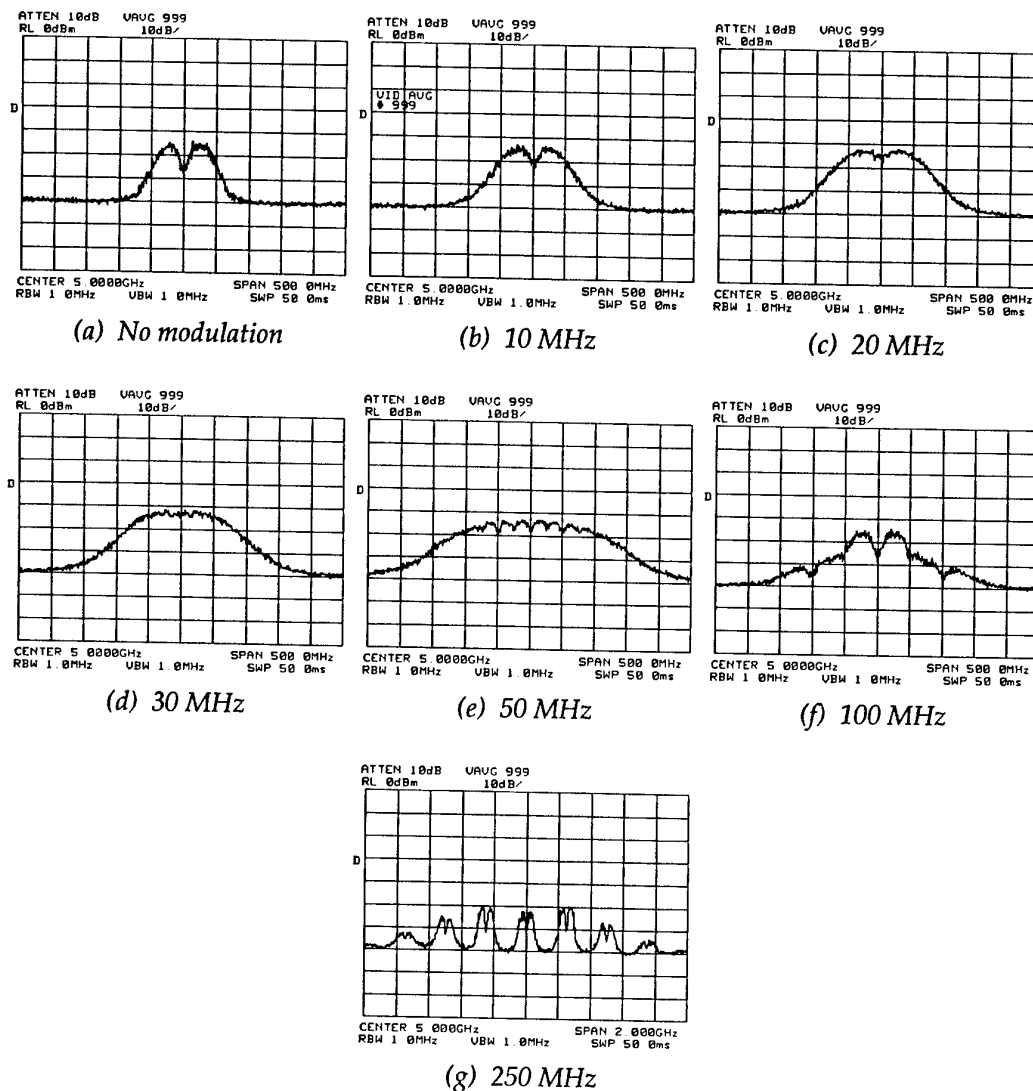 ATTEN 10dB VAVG 999
RL 0dBm 10dB/
D
CENTER 5.0000GHz SPAN 500 0MHz
RBW 1 0MHz VBW 1 0MHz SWP 50 0ms
(a) No modulation
ATTEN 10dB VAVG 999
RL 0dBm 10dB/
VID AVG
999
D
CENTER 5.0000GHz SPAN 500 0MHz
RBW 1.0MHz VBW 1.0MHz SWP 50 0ms
(b) 10 MHz
ATTEN 10dB VAVG 999
RL 0dBm 10dB/
D
CENTER 5.0000GHz SPAN 500 0MHz
RBW 1.0MHz VBW 1.0MHz SWP 50 0ms
(c) 20 MHz
ATTEN 10dB VAVG 999
RL 0dBm 10dB/
D
CENTER 5 0000GHz SPAN 500 0MHz
RBW 1.0MHz VBW 1.0MHz SWP 50 0ms
(d) 30 MHz
ATTEN 10dB VAVG 999
RL 0dBm 10dB/
D
CENTER 5.0000GHz SPAN 500 0MHz
RBW 1.0MHz VBW 1.0MHz SWP 50 0ms
(e) 50 MHz
ATTEN 10dB VAVG 999
RL 0dBm 10dB/
D
CENTER 5 0000GHz SPAN 500 0MHz
RBW 1.0MHz VBW 1.0MHz SWP 50 0ms
(f) 100 MHz
ATTEN 10dB VAVG 999
RL 0dBm 10dB/
D
CENTER 5 000GHz SPAN 2.000GHz
RBW 1 0MHz VBW 1.0MHz SWP 50 0ms
(g) 250 MHz